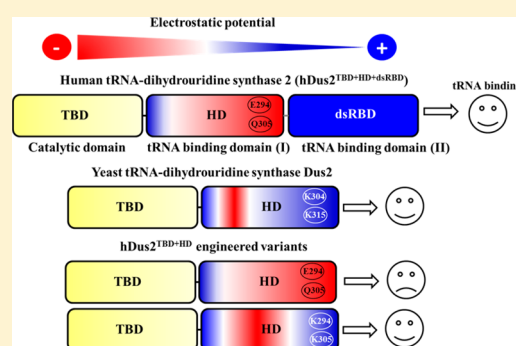 Electrostatic potential
- +
Human tRNA-dihydrouridine synthase 2 (hDus2TBD+HD+dsRBD)
tRNA bindin
TBD HD E294 Q305 dsRBD
Catalytic domain tRNA binding domain (I) tRNA binding domain (II)
Yeast tRNA-dihydrouridine synthase Dus2
TBD HD K304 K315
hDus2TBD+HD engineered variants
TBD HD E294 Q305
TBD HD K294 K305